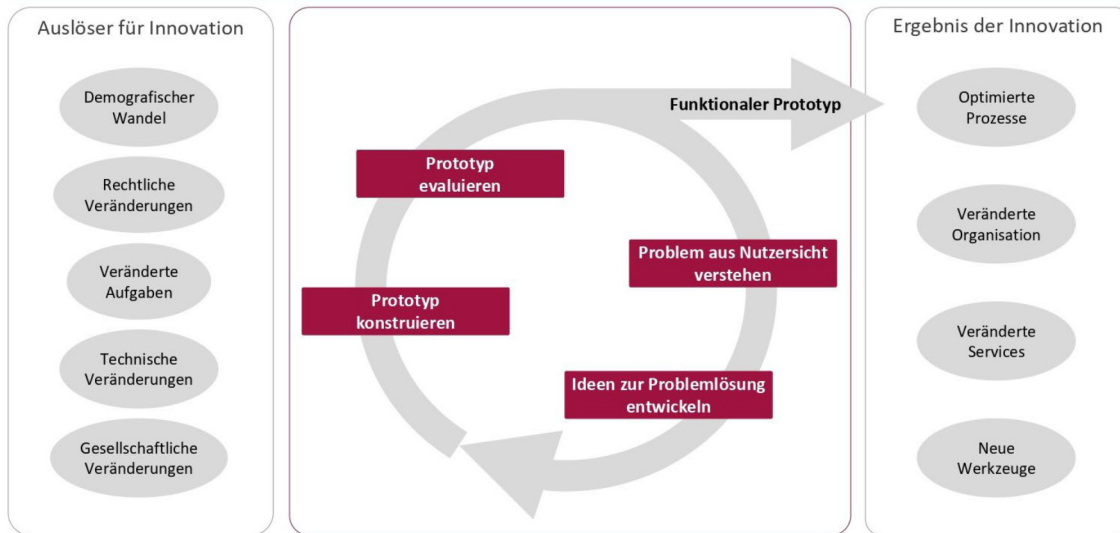 Auslöser für Innovation
Demografischer
Wandel
Rechtliche
Veränderungen
Veränderte
Aufgaben
Technische
Veränderungen
Gesellschaftliche
Veränderungen
Funktionaler Prototyp
Prototyp
evaluieren
Problem aus Nutzersicht
verstehen
Prototyp
konstruieren
Ideen zur Problemlösung
entwickeln
Ergebnis der Innovation
Optimierte
Prozesse
Veränderte
Organisation
Veränderte
Services
Neue
Werkzeuge